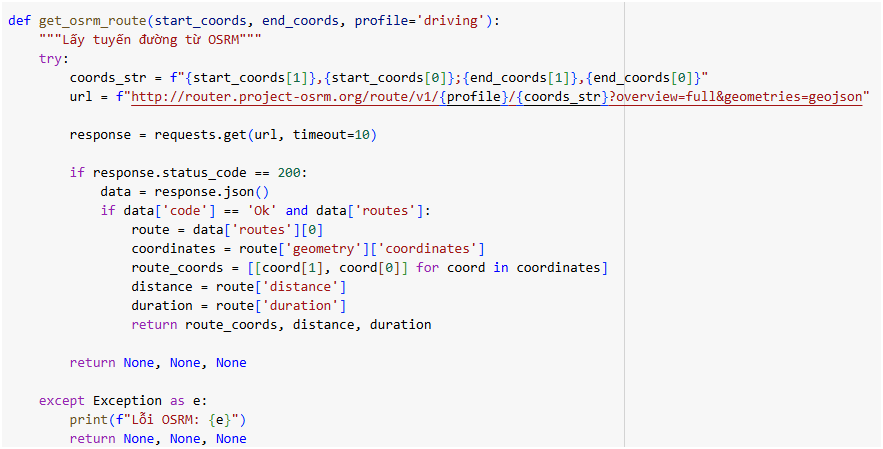 def get_osrm_route(start_coords, end_coords, profile='driving'):
    """Lấy tuyến đường từ OSRM"""
    try:
        coords_str = f"{start_coords[1]},{start_coords[0]};{end_coords[1]},{end_coords[0]}"
        url = f"http://router.project-osrm.org/route/v1/{profile}/{coords_str}?overview=full&geometries=geojson"

        response = requests.get(url, timeout=10)

        if response.status_code == 200:
            data = response.json()
            if data['code'] == 'Ok' and data['routes']:
                route = data['routes'][0]
                coordinates = route['geometry']['coordinates']
                route_coords = [[coord[1], coord[0]] for coord in coordinates]
                distance = route['distance']
                duration = route['duration']
                return route_coords, distance, duration

        return None, None, None

    except Exception as e:
        print(f"Lỗi OSRM: {e}")
        return None, None, None